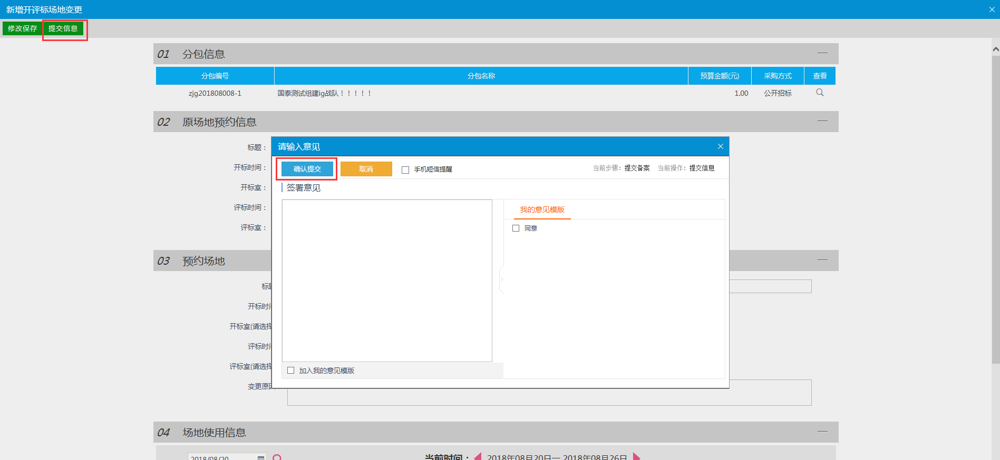 新增开评标场地变更
修改保存 提交信息
01 分包信息
分包编号 分包名称 预算金额(元) 采购方式 查看
zjg201808008-1 国泰测试组建ig战队！！！！！ 1.00 公开招标
02 原场地预约信息
标题：
开标时间：
开标室：
评标时间：
评标室：
请输入意见
确认提交 取消 手机短信提醒 当前步骤：提交备案 当前操作：提交信息
签署意见
我的意见模版
同意
加入我的意见模版
03 预约场地
标题
开标时间
开标室(请选择
评标时间
评标室(请选择
变更原因
04 场地使用信息
2018/08/20 当前时间： 2018年08月20日— 2018年08月26日